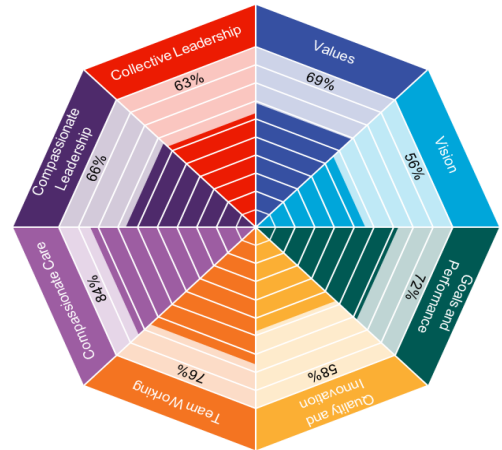 Collective Leadership
63%
Values
69%
Vision
56%
Goals and
Performance
72%
Quality and
Innovation
58%
Team Working
76%
Compassionate Care
84%
Compassionate
Leadership
66%